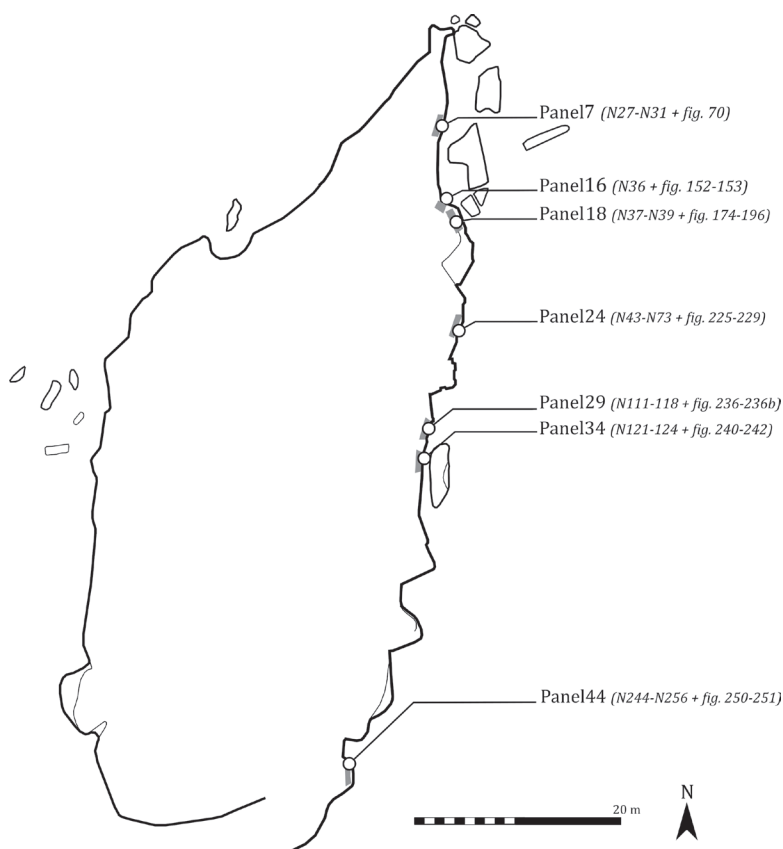 Panel7 (N27-N31 + fig. 70)
Panel16 (N36 + fig. 152-153)
Panel18 (N37-N39 + fig. 174-196)
Panel24 (N43-N73 + fig. 225-229)
Panel29 (N111-118 + fig. 236-236b)
Panel34 (N121-124 + fig. 240-242)
Panel44 (N244-N256 + fig. 250-251)
N
20 m